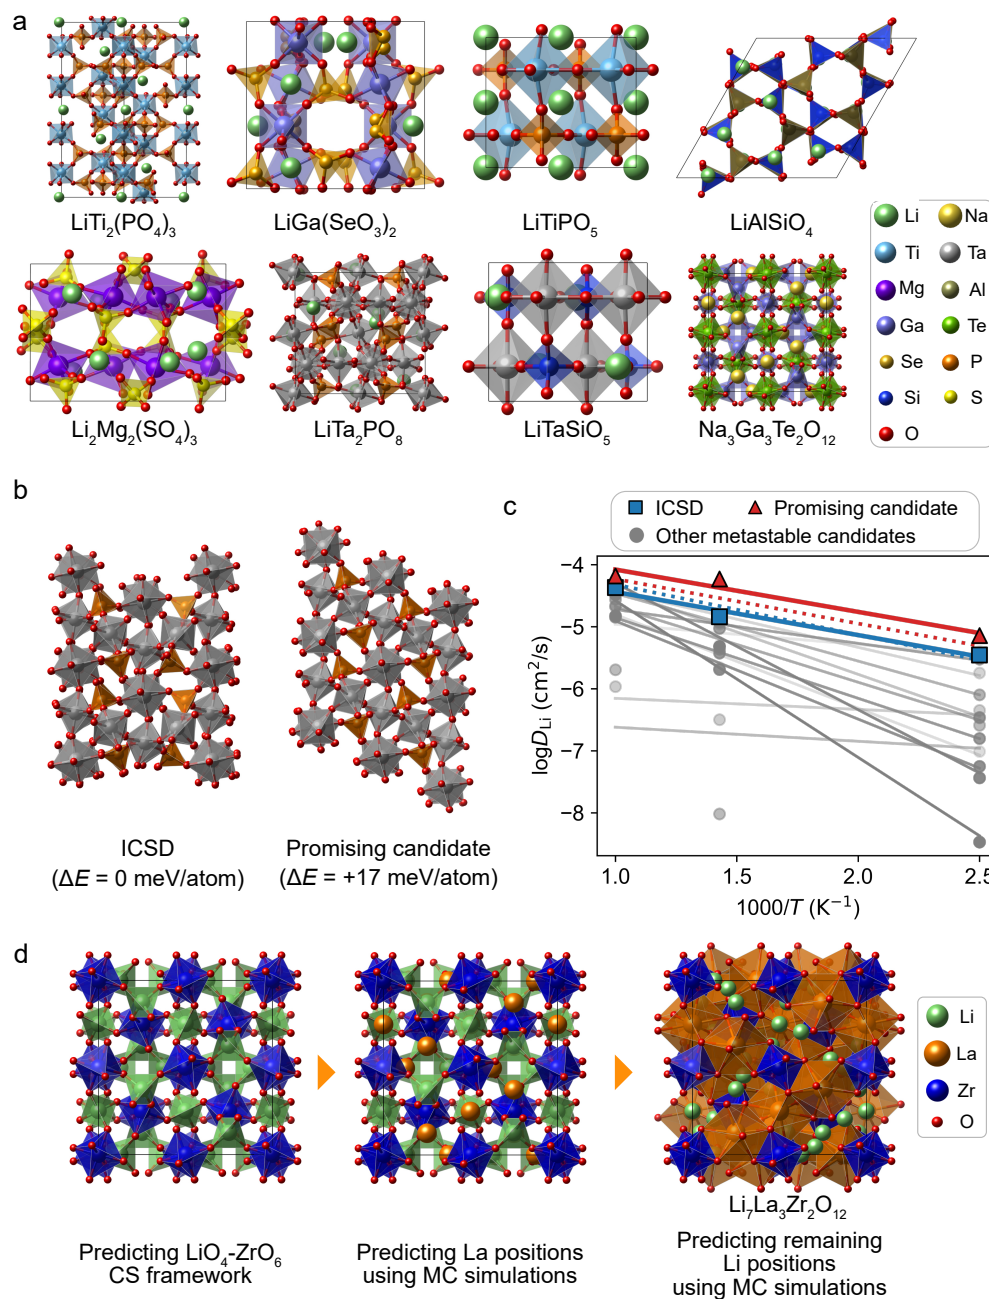 a
LiTi₂(PO₄)₃
LiGa(SeO₃)₂
LiTiPO₅
LiAlSiO₄
Li₂Mg₂(SO₄)₃
LiTa₂PO₈
LiTaSiO₅
Na₃Ga₃Te₂O₁₂
Li Na
Ti Ta
Mg Al
Ga Te
Se P
Si S
O
b
ICSD
(ΔE = 0 meV/atom)
Promising candidate
(ΔE = +17 meV/atom)
c
ICSD Promising candidate
Other metastable candidates
−4
−5
−6
−7
−8
logD_Li (cm²/s)
1.0 1.5 2.0 2.5
1000/T (K⁻¹)
d
Predicting LiO₄-ZrO₆
CS framework
Predicting La positions
using MC simulations
Li₇La₃Zr₂O₁₂
Predicting remaining
Li positions
using MC simulations
Li
La
Zr
O